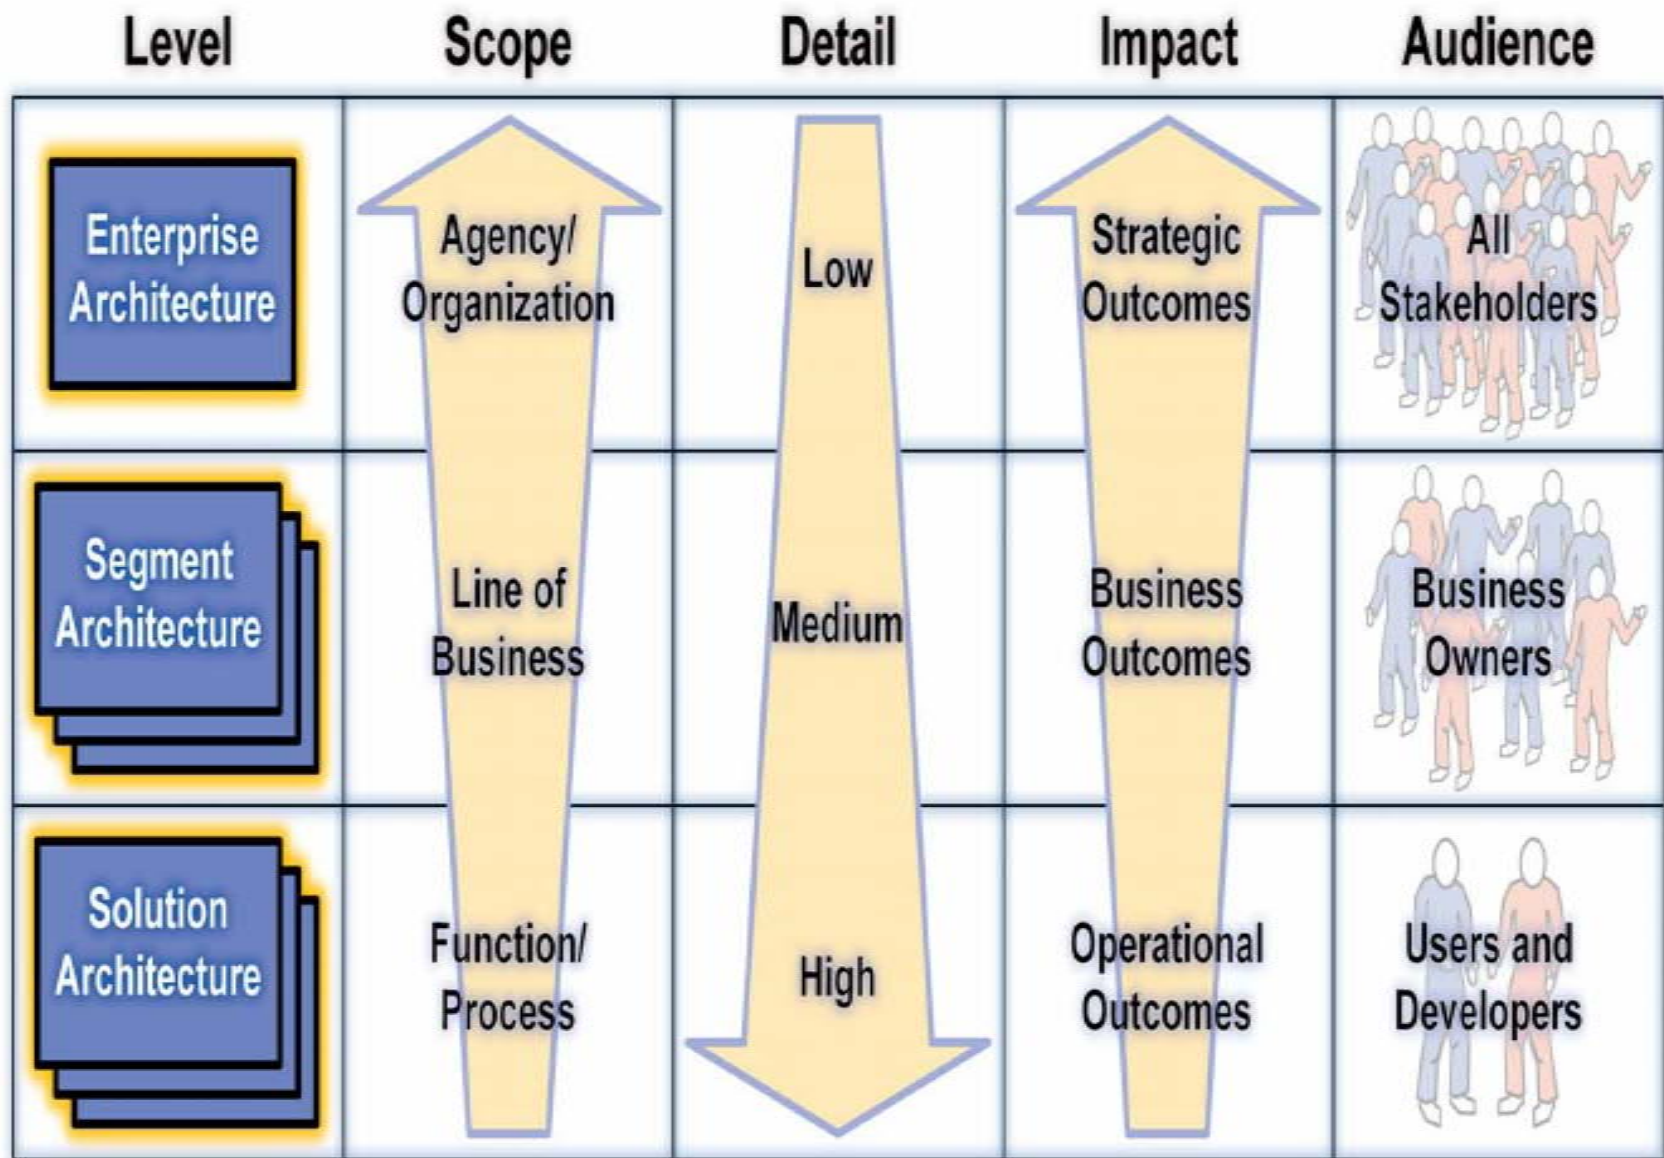 Level
Scope
Detail
Impact
Audience
Enterprise
Architecture
Agency/
Organization
Low
Strategic
Outcomes
All
Stakeholders
Segment
Architecture
Line of
Business
Medium
Business
Outcomes
Business
Owners
Solution
Architecture
Function/
Process
High
Operational
Outcomes
Users and
Developers